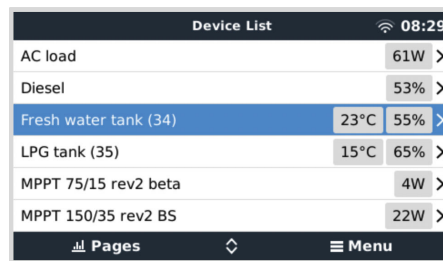 Device List 08:29
AC load 61W
Diesel 53%
Fresh water tank (34) 23°C 55%
LPG tank (35) 15°C 65%
MPPT 75/15 rev2 beta 4W
MPPT 150/35 rev2 BS 22W
Pages Menu